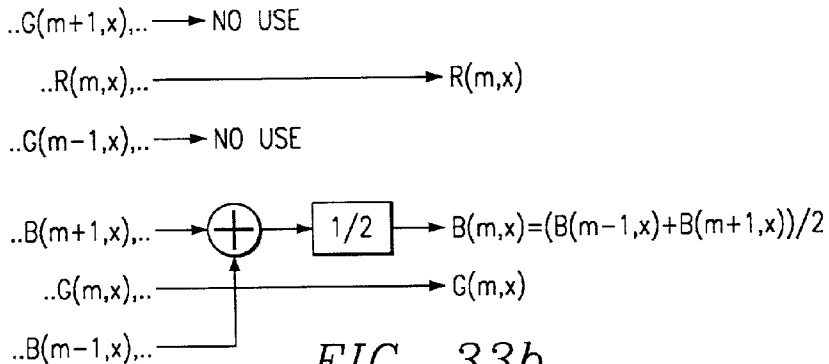 ..G(m+1,x),.. NO USE
..R(m,x),.. R(m,x)
..G(m-1,x),.. NO USE
..B(m+1,x),.. + 1/2 B(m,x)=(B(m-1,x)+B(m+1,x))/2
..G(m,x),.. G(m,x)
..B(m-1,x),..
FIG. 33b